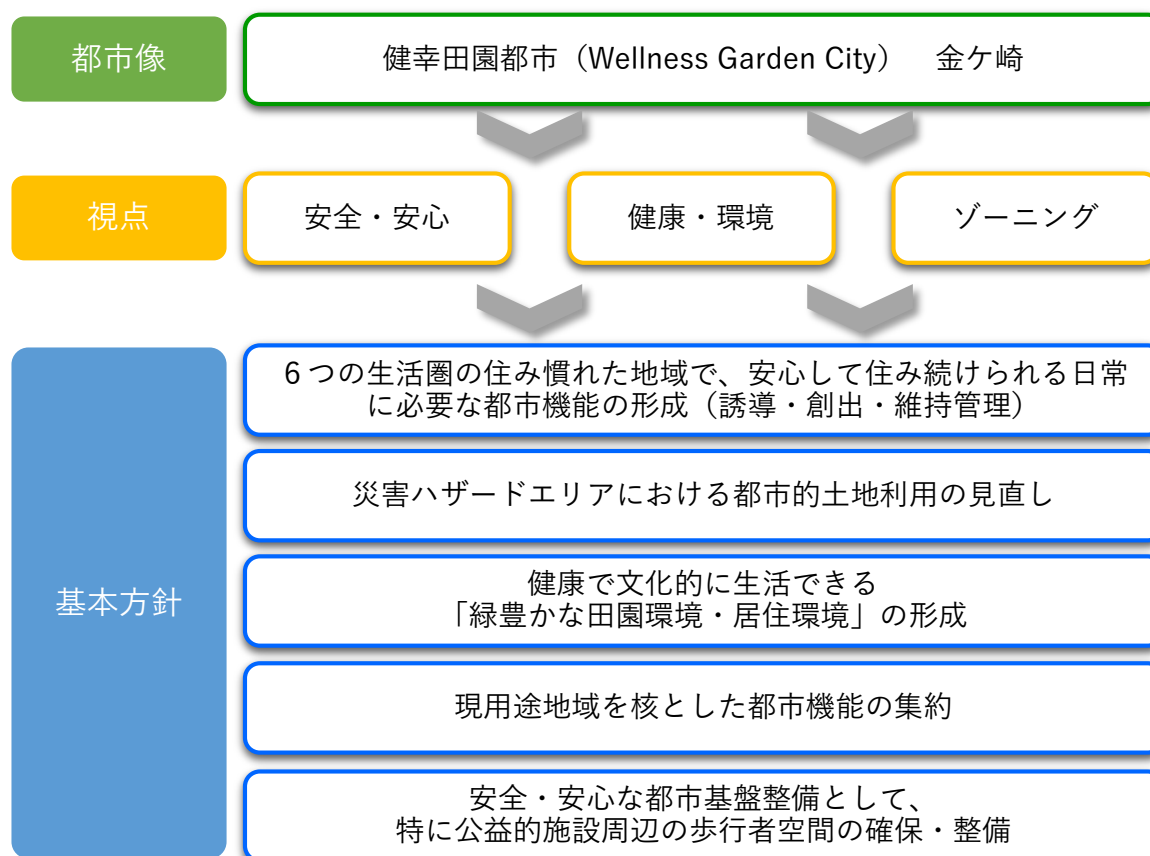 都市像
健幸田園都市（Wellness Garden City）　金ケ崎
視点
安全・安心
健康・環境
ゾーニング
基本方針
６つの生活圏の住み慣れた地域で、安心して住み続けられる日常
に必要な都市機能の形成（誘導・創出・維持管理）
災害ハザードエリアにおける都市的土地利用の見直し
健康で文化的に生活できる
「緑豊かな田園環境・居住環境」の形成
現用途地域を核とした都市機能の集約
安全・安心な都市基盤整備として、
特に公益的施設周辺の歩行者空間の確保・整備